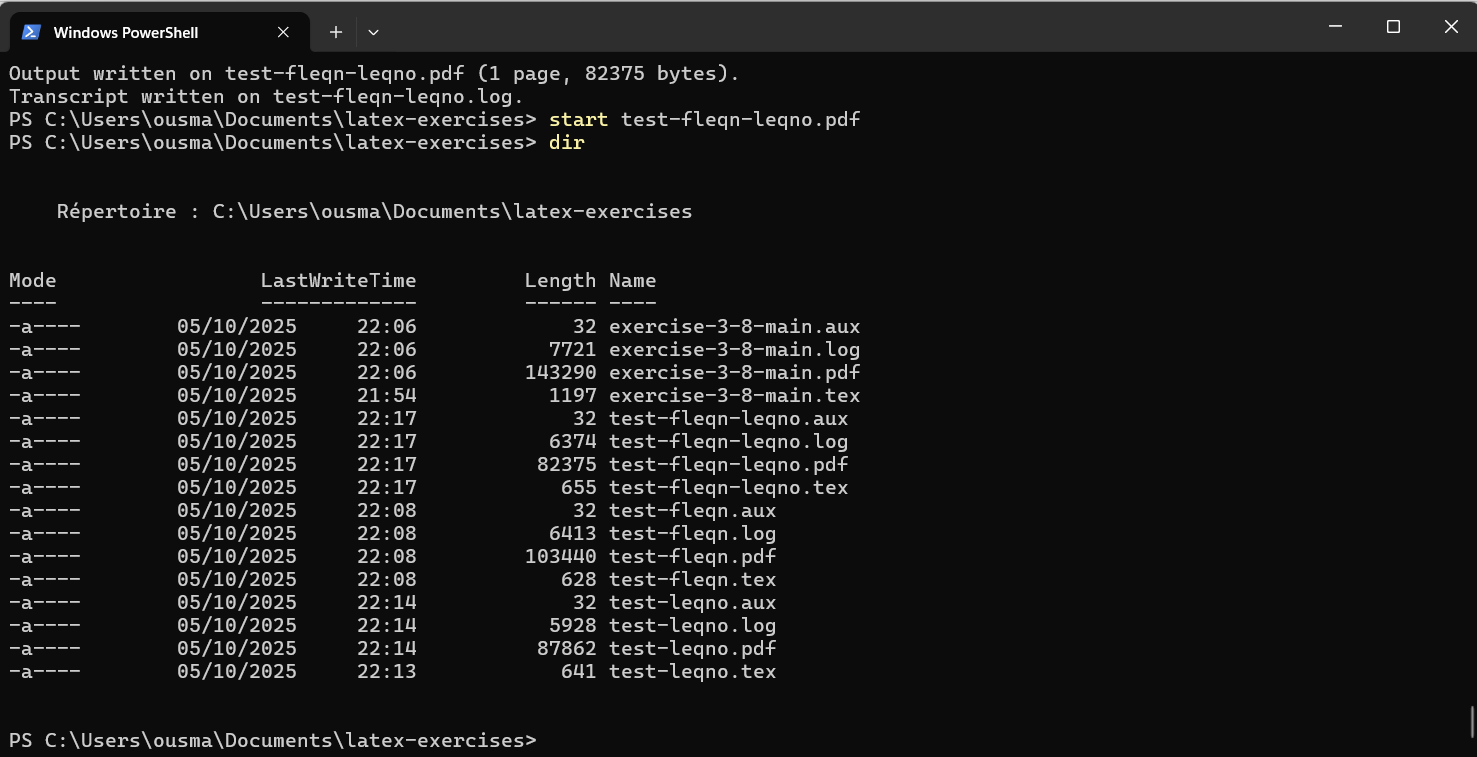 Windows PowerShell
Output written on test-fleqn-leqno.pdf (1 page, 82375 bytes).
Transcript written on test-fleqn-leqno.log.
PS C:\Users\ousma\Documents\latex-exercises> start test-fleqn-leqno.pdf
PS C:\Users\ousma\Documents\latex-exercises> dir
Répertoire : C:\Users\ousma\Documents\latex-exercises
Mode                 LastWriteTime         Length Name
----                 -------------         ------ ----
-a----        05/10/2025     22:06             32 exercise-3-8-main.aux
-a----        05/10/2025     22:06           7721 exercise-3-8-main.log
-a----        05/10/2025     22:06         143290 exercise-3-8-main.pdf
-a----        05/10/2025     21:54           1197 exercise-3-8-main.tex
-a----        05/10/2025     22:17             32 test-fleqn-leqno.aux
-a----        05/10/2025     22:17           6374 test-fleqn-leqno.log
-a----        05/10/2025     22:17          82375 test-fleqn-leqno.pdf
-a----        05/10/2025     22:17            655 test-fleqn-leqno.tex
-a----        05/10/2025     22:08             32 test-fleqn.aux
-a----        05/10/2025     22:08           6413 test-fleqn.log
-a----        05/10/2025     22:08         103440 test-fleqn.pdf
-a----        05/10/2025     22:08            628 test-fleqn.tex
-a----        05/10/2025     22:14             32 test-leqno.aux
-a----        05/10/2025     22:14           5928 test-leqno.log
-a----        05/10/2025     22:14          87862 test-leqno.pdf
-a----        05/10/2025     22:13            641 test-leqno.tex
PS C:\Users\ousma\Documents\latex-exercises>